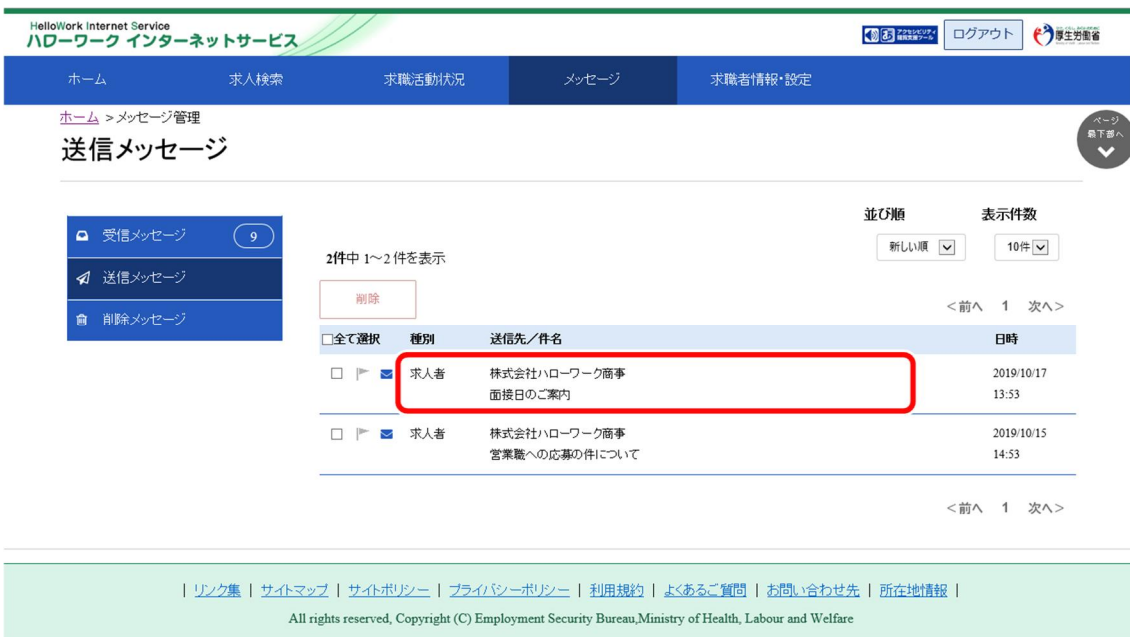 HelloWork Internet Service
ハローワーク インターネットサービス
ログアウト
厚生労働省
ホーム 求人検索 求職活動状況 メッセージ 求職者情報・設定
ホーム >メッセージ管理
ページ
最下部へ
送信メッセージ
並び順 表示件数
受信メッセージ 9
新しい順 10件
2件中 1～2 件を表示
送信メッセージ
削除
<前へ 1 次へ>
削除メッセージ
全て選択 種別 送信先／件名 日時
求人者 株式会社ハローワーク商事 2019/10/17
面接日のご案内 13:53
求人者 株式会社ハローワーク商事 2019/10/15
営業職への応募の件について 14:53
<前へ 1 次へ>
| リンク集 | サイトマップ | サイトポリシー | プライバシーポリシー | 利用規約 | よくあるご質問 | お問い合わせ先 | 所在地情報 |
All rights reserved, Copyright (C) Employment Security Bureau,Ministry of Health, Labour and Welfare